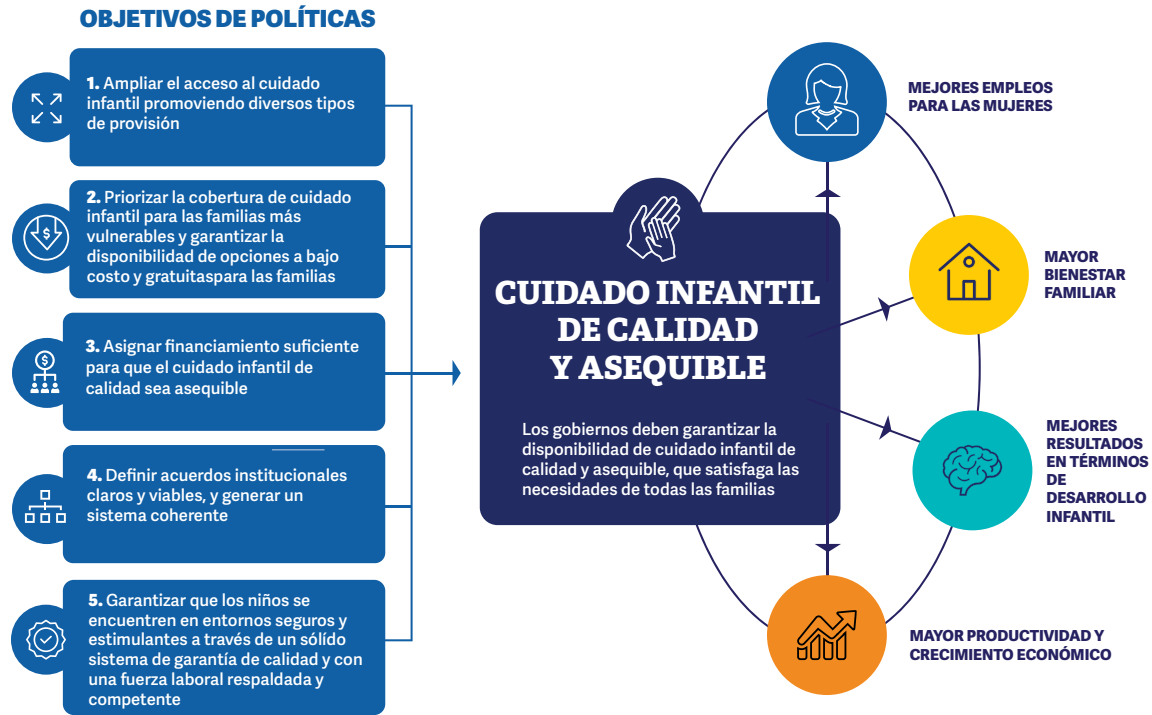 OBJETIVOS DE POLÍTICAS
1. Ampliar el acceso al cuidado
infantil promoviendo diversos tipos
de provisión
2. Priorizar la cobertura de cuidado
infantil para las familias más
vulnerables y garantizar la
disponibilidad de opciones a bajo
costo y gratuitaspara las familias
3. Asignar financiamiento suficiente
para que el cuidado infantil de
calidad sea asequible
4. Definir acuerdos institucionales
claros y viables, y generar un
sistema coherente
5. Garantizar que los niños se
encuentren en entornos seguros y
estimulantes a través de un sólído
sistema de garantía de calidad y con
una fuerza laboral respaldada y
competente
CUIDADO INFANTIL
DE CALIDAD
Y ASEQUIBLE
Los gobiernos deben garantizar la
disponibilidad de cuidado infantil de
calidad y asequible, que satisfaga las
necesidades de todas las familias
MEJORES EMPLEOS
PARA LAS MUJERES
MAYOR
BIENESTAR
FAMILIAR
MEJORES
RESULTADOS
EN TÉRMINOS
DE
DESARROLLO
INFANTIL
MAYOR PRODUCTIVIDAD Y
CRECIMIENTO ECONÓMICO